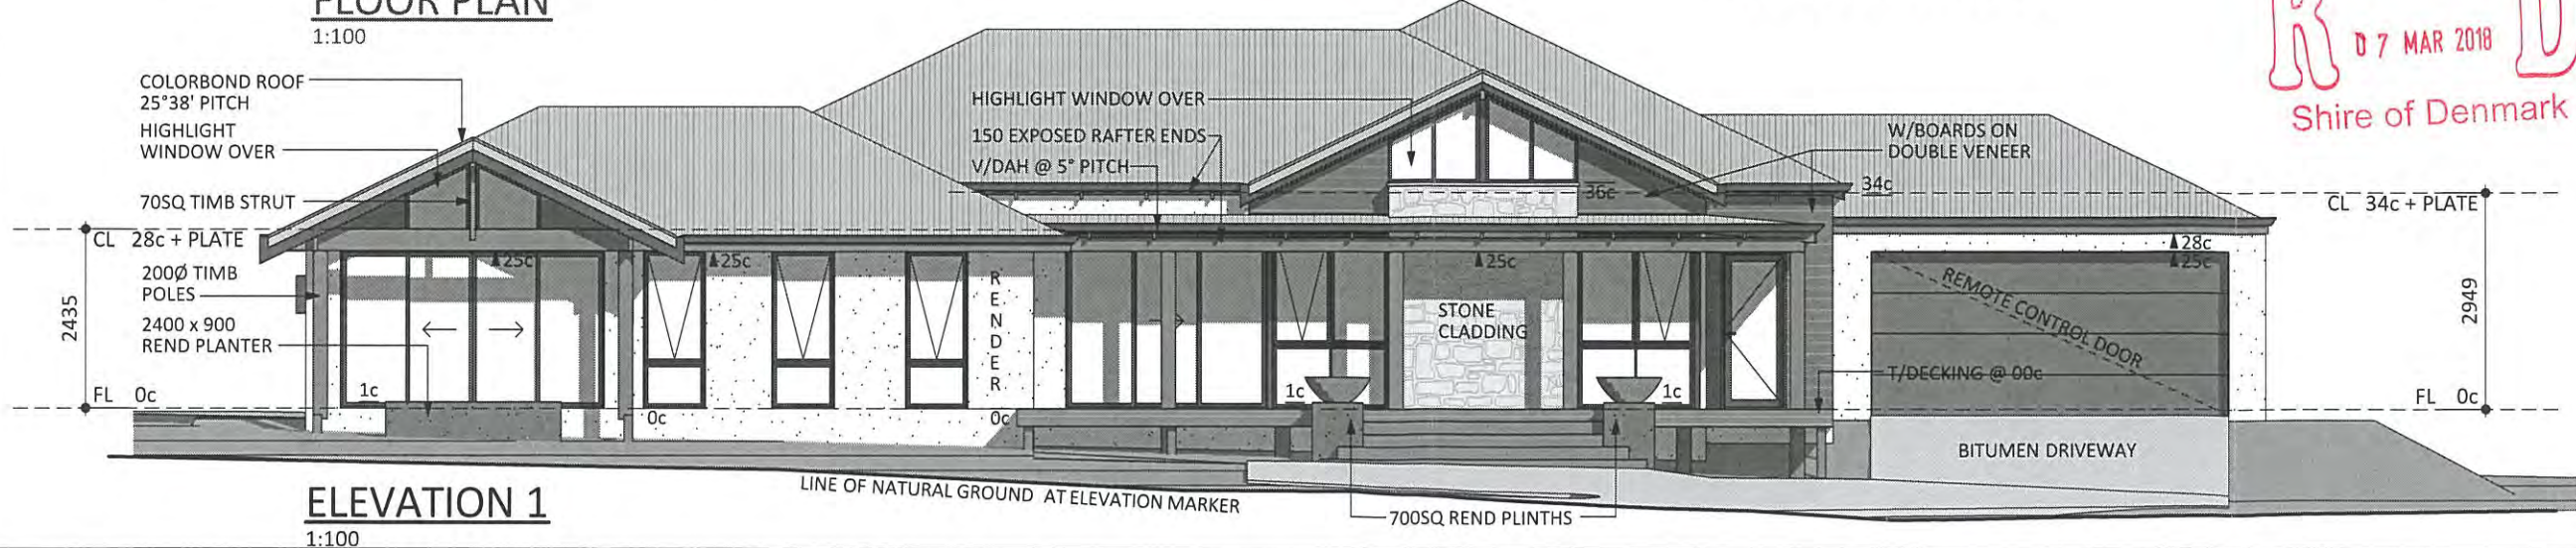 FLOOR PLAN
1:100
R D
07 MAR 2018
Shire of Denmark
COLORBOND ROOF
25°38' PITCH
HIGHLIGHT
WINDOW OVER
70SQ TIMB STRUT
CL 28c + PLATE
200Ø TIMB
POLES
2400 x 900
REND PLANTER
2435
FL 0c
1c
25c
25c
0c
RENDER
0c
HIGHLIGHT WINDOW OVER
150 EXPOSED RAFTER ENDS
V/DAH @ 5° PITCH
36c
25c
STONE
CLADDING
1c
1c
W/BOARDS ON
DOUBLE VENEER
34c
28c
25c
REMOTE CONTROL DOOR
T/DECKING @ 00c
BITUMEN DRIVEWAY
CL 34c + PLATE
2949
FL 0c
LINE OF NATURAL GROUND AT ELEVATION MARKER
700SQ REND PLINTHS
ELEVATION 1
1:100